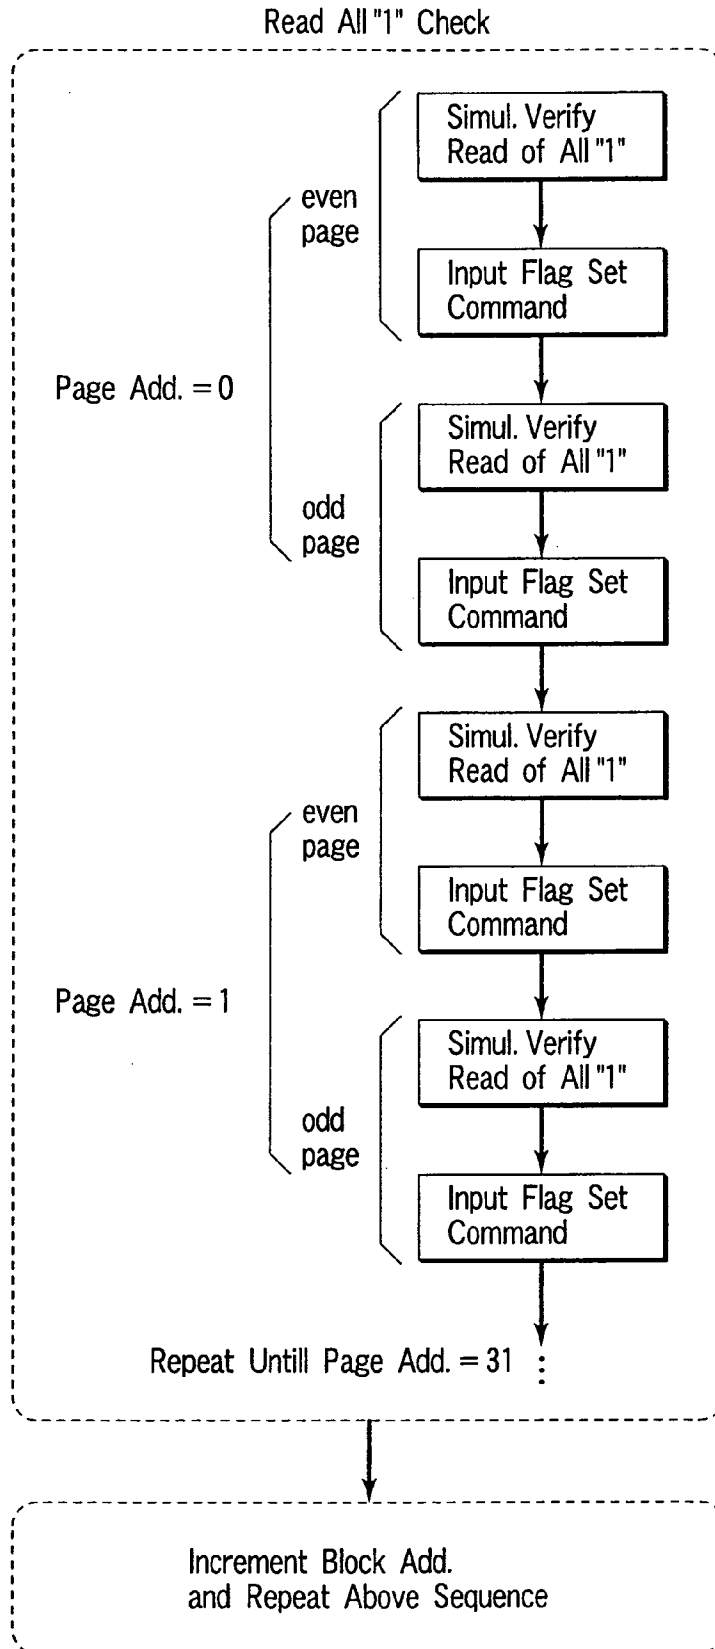 Read All "1" Check
Simul. Verify
Read of All "1"
even
page
Input Flag Set
Command
Page Add. = 0
Simul. Verify
Read of All "1"
odd
page
Input Flag Set
Command
Simul. Verify
Read of All "1"
even
page
Input Flag Set
Command
Page Add. = 1
Simul. Verify
Read of All "1"
odd
page
Input Flag Set
Command
Repeat Untill Page Add. = 31
Increment Block Add.
and Repeat Above Sequence